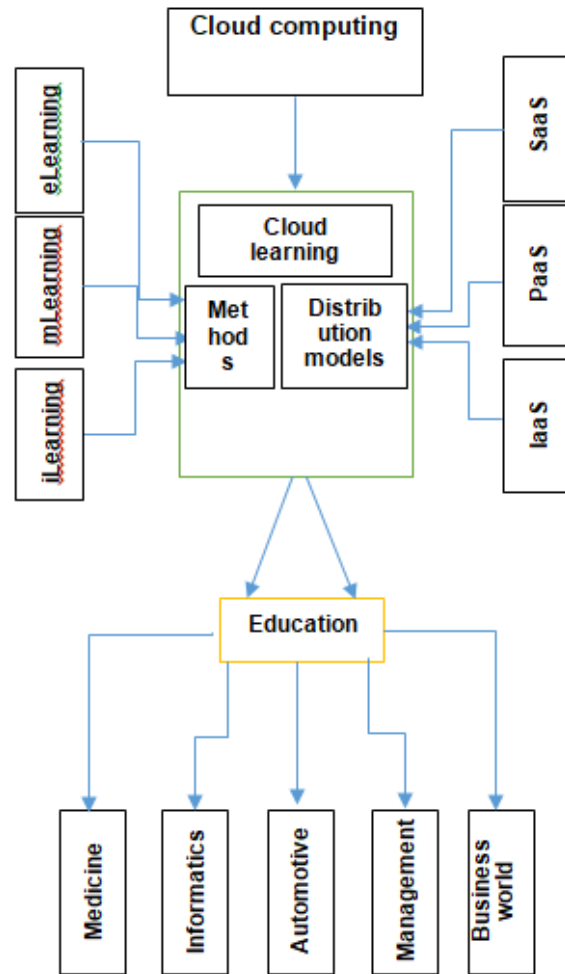 Cloud computing
eLearning
mLearning
iLearning
SaaS
PaaS
IaaS
Cloud
learning
Met
hod
s
Distrib
ution
models
Education
Medicine
Informatics
Automotive
Management
Business
world